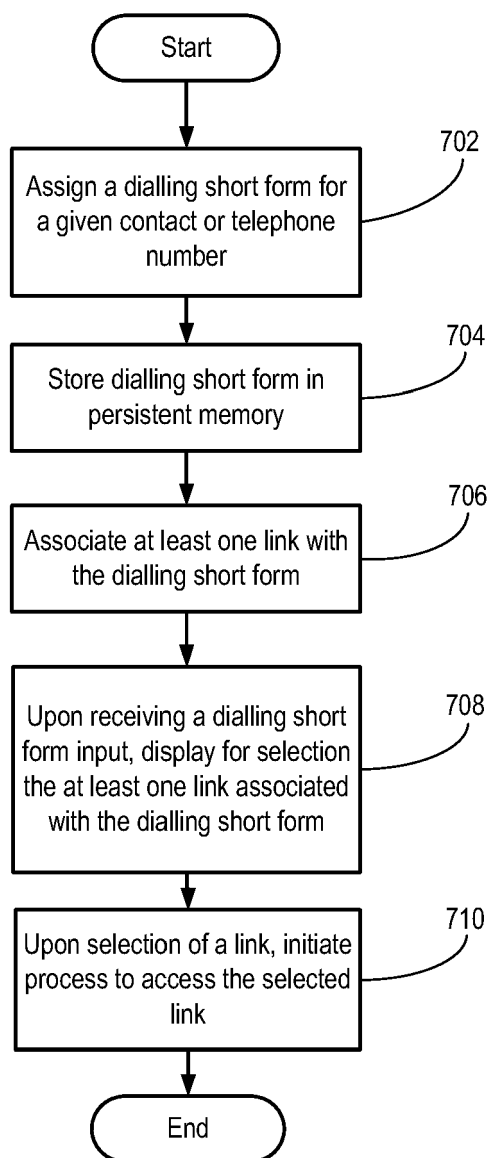 Start
702
Assign a dialling short form for
a given contact or telephone
number
704
Store dialling short form in
persistent memory
706
Associate at least one link with
the dialling short form
708
Upon receiving a dialling short
form input, display for selection
the at least one link associated
with the dialling short form
710
Upon selection of a link, initiate
process to access the selected
link
End